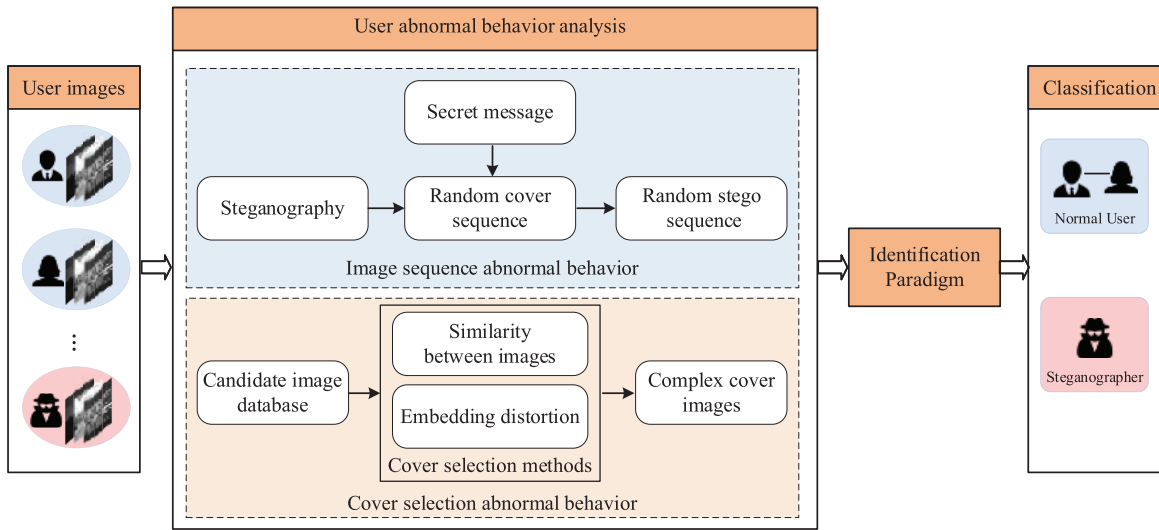 User images
⋮
User abnormal behavior analysis
Secret message
Steganography
Random cover
sequence
Random stego
sequence
Image sequence abnormal behavior
Candidate image
database
Similarity
between images
Embedding distortion
Cover selection methods
Complex cover
images
Cover selection abnormal behavior
Identification
Paradigm
Classification
Normal User
Steganographer